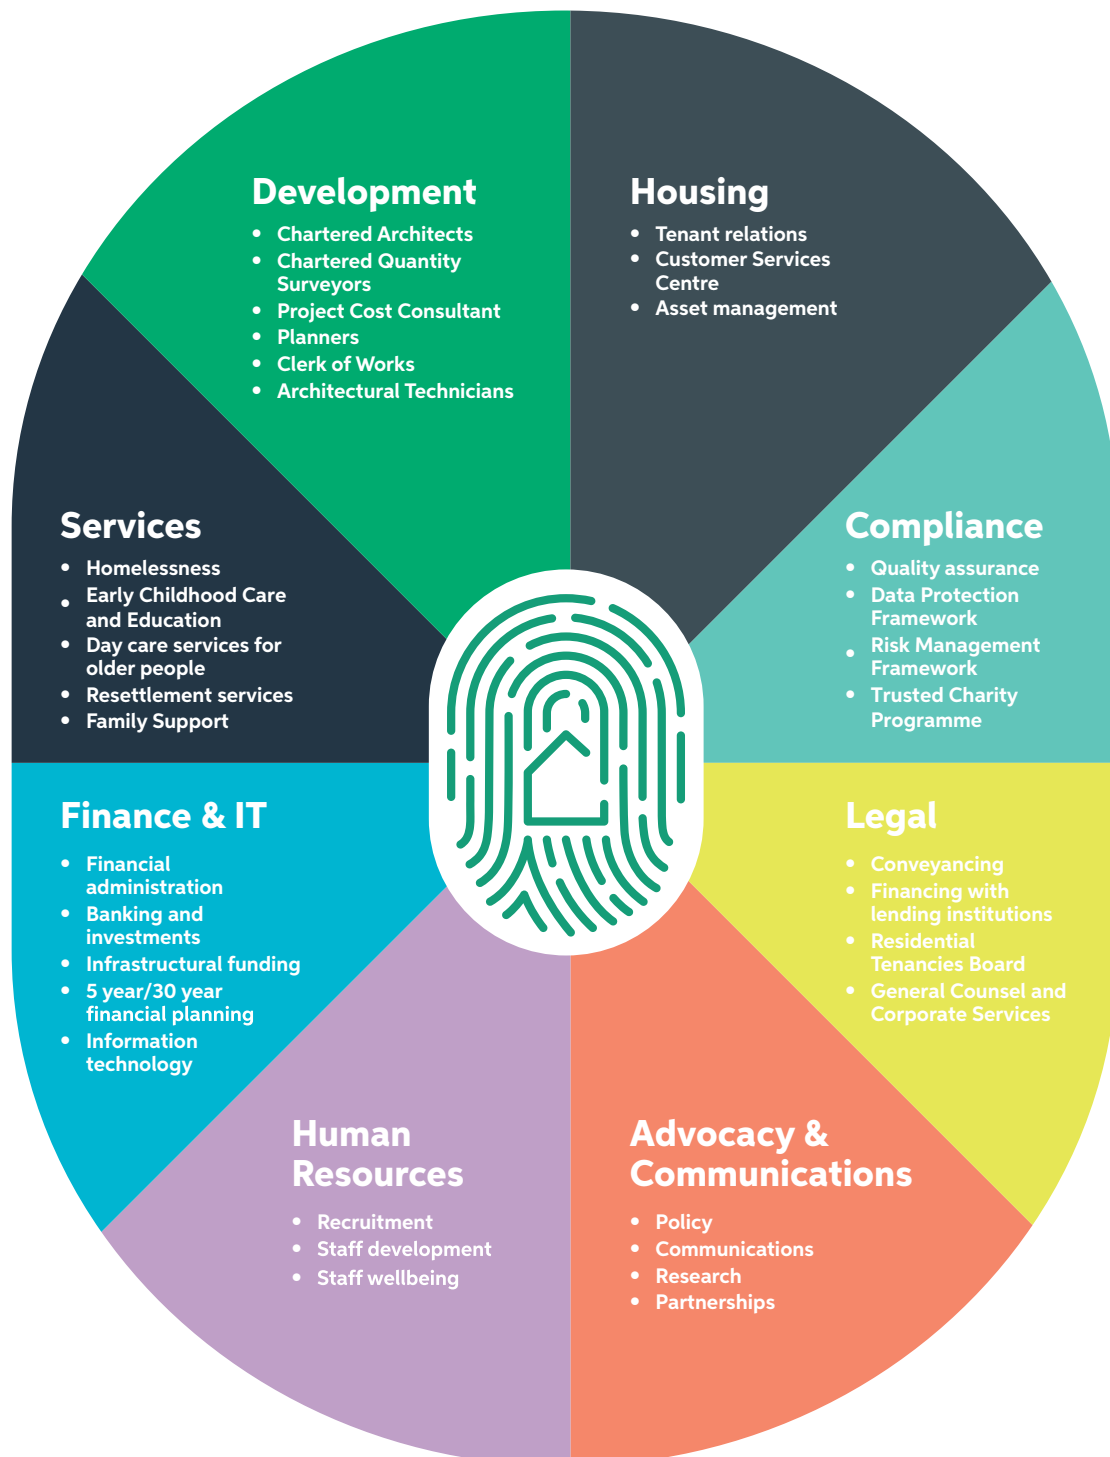 Development
• Chartered Architects
• Chartered Quantity
Surveyors
• Project Cost Consultant
• Planners
• Clerk of Works
• Architectural Technicians
Housing
• Tenant relations
• Customer Services
Centre
• Asset management
Services
• Homelessness
• Early Childhood Care
and Education
• Day care services for
older people
• Resettlement services
• Family Support
Compliance
• Quality assurance
• Data Protection
Framework
• Risk Management
Framework
• Trusted Charity
Programme
Finance & IT
• Financial
administration
• Banking and
investments
• Infrastructural funding
• 5 year/30 year
financial planning
• Information
technology
Legal
• Conveyancing
• Financing with
lending institutions
• Residential
Tenancies Board
• General Counsel and
Corporate Services
Human
Resources
• Recruitment
• Staff development
• Staff wellbeing
Advocacy &
Communications
• Policy
• Communications
• Research
• Partnerships